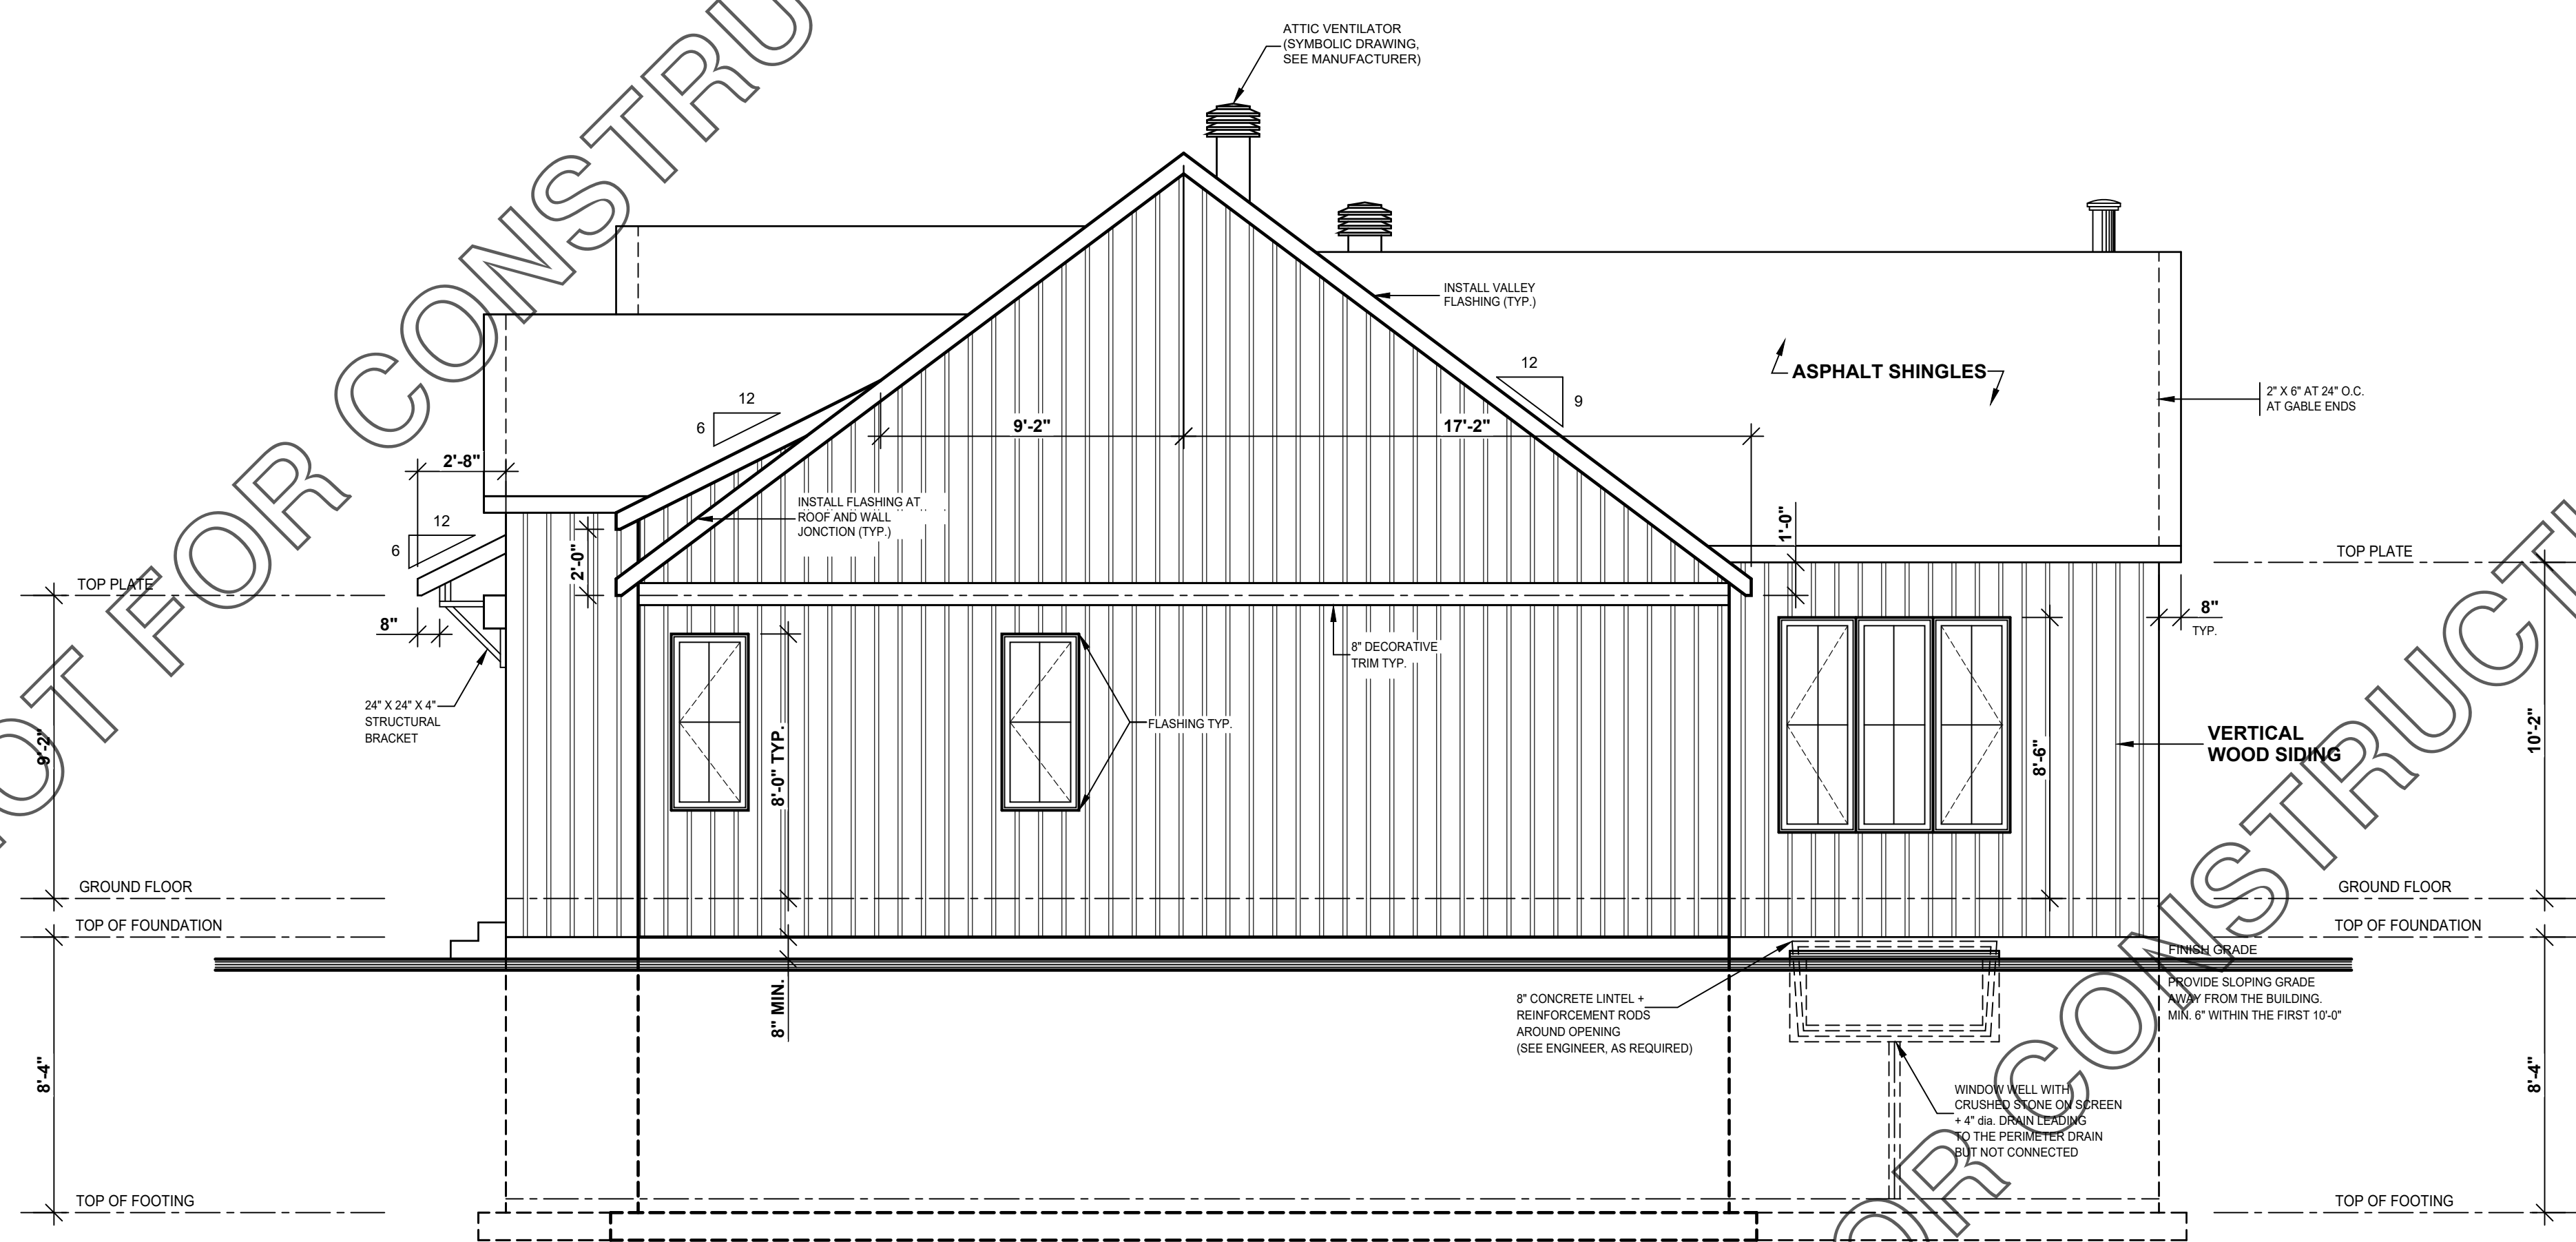 ATTIC VENTILATOR
(SYMBOLIC DRAWING,
SEE MANUFACTURER)
INSTALL VALLEY
FLASHING (TYP.)
12
9
ASPHALT SHINGLES
2" X 6" AT 24" O.C.
AT GABLE ENDS
12
6
9'-2"
17'-2"
2'-8"
INSTALL FLASHING AT
ROOF AND WALL
JONCTION (TYP.)
12
6
2'-0"
1'-0"
TOP PLATE
TOP PLATE
8"
8"
TYP.
8" DECORATIVE
TRIM TYP.
24" X 24" X 4"
STRUCTURAL
BRACKET
FLASHING TYP.
9'-2"
8'-0" TYP.
8'-6"
VERTICAL
WOOD SIDING
10'-2"
GROUND FLOOR
GROUND FLOOR
TOP OF FOUNDATION
TOP OF FOUNDATION
FINISH GRADE
PROVIDE SLOPING GRADE
AWAY FROM THE BUILDING.
MIN. 6" WITHIN THE FIRST 10'-0"
8" MIN.
8" CONCRETE LINTEL +
REINFORCEMENT RODS
AROUND OPENING
(SEE ENGINEER, AS REQUIRED)
8'-4"
8'-4"
WINDOW WELL WITH
CRUSHED STONE ON SCREEN
+ 4" dia. DRAIN LEADING
TO THE PERIMETER DRAIN
BUT NOT CONNECTED
TOP OF FOOTING
TOP OF FOOTING
OT FOR CONSTRU
OR CONSTRUCTI